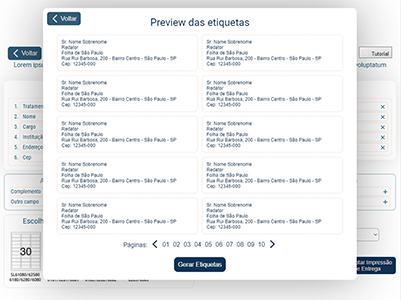 Voltar
Preview das etiquetas
Voltar
Tutorial
Lorem ipsu
voluptatum
Sr. Nome Sobrenome
Redator
Folha de São Paulo
Rua Rui Barbosa, 200 - Bairro Centro - São Paulo - SP
Cep: 12345-000
Sr. Nome Sobrenome
Redator
Folha de São Paulo
Rua Rui Barbosa, 200 - Bairro Centro - São Paulo - SP
Cep: 12345-000
Sr. Nome Sobrenome
Redator
Folha de São Paulo
Rua Rui Barbosa, 200 - Bairro Centro - São Paulo - SP
Cep: 12345-000
Sr. Nome Sobrenome
Redator
Folha de São Paulo
Rua Rui Barbosa, 200 - Bairro Centro - São Paulo - SP
Cep: 12345-000
Sr. Nome Sobrenome
Redator
Folha de São Paulo
Rua Rui Barbosa, 200 - Bairro Centro - São Paulo - SP
Cep: 12345-000
Sr. Nome Sobrenome
Redator
Folha de São Paulo
Rua Rui Barbosa, 200 - Bairro Centro - São Paulo - SP
Cep: 12345-000
Sr. Nome Sobrenome
Redator
Folha de São Paulo
Rua Rui Barbosa, 200 - Bairro Centro - São Paulo - SP
Cep: 12345-000
Sr. Nome Sobrenome
Redator
Folha de São Paulo
Rua Rui Barbosa, 200 - Bairro Centro - São Paulo - SP
Cep: 12345-000
Sr. Nome Sobrenome
Redator
Folha de São Paulo
Rua Rui Barbosa, 200 - Bairro Centro - São Paulo - SP
Cep: 12345-000
Sr. Nome Sobrenome
Redator
Folha de São Paulo
Rua Rui Barbosa, 200 - Bairro Centro - São Paulo - SP
Cep: 12345-000
1. Tratamen
2. Nome
3. Cargo
4. Instituiçã
5. Endereço
6. Cep
A
Complemento
Outro campo
Escolh
30
SL61080/62580
6180/6280/62
Páginas: 01 02 03 04 05 06 07 08 09 10
Gerar Etiquetas
tar Impressão
e Entrega